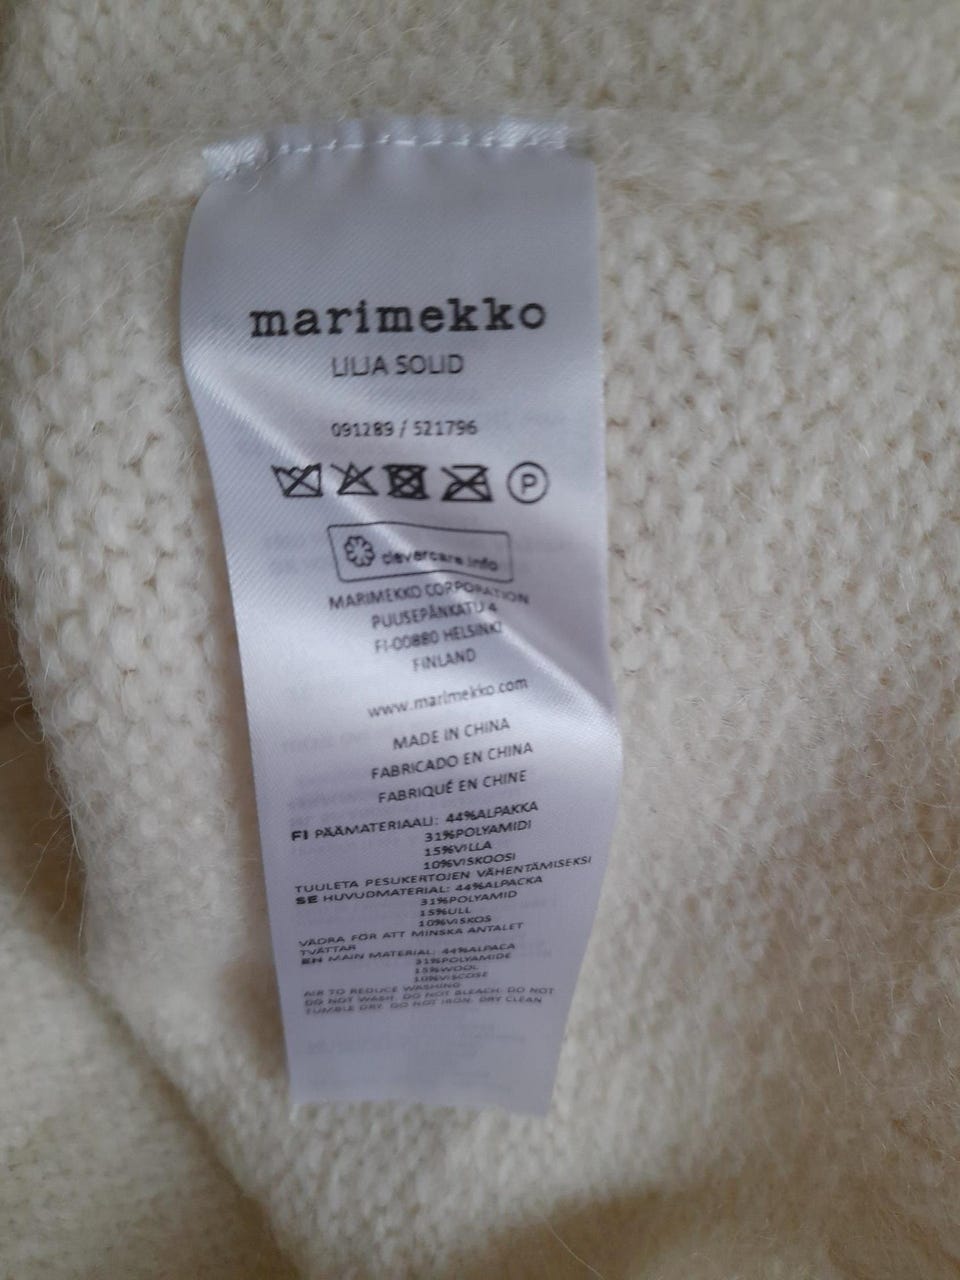 marimekko
LILJA SOLID
091289 / 521796
P
clevercare.info
MARIMEKKO CORPORATION
PUUSEPÄNKATU 4
FI-00880 HELSINKI
FINLAND
www.marimekko.com
MADE IN CHINA
FABRICADO EN CHINA
FABRIQUÉ EN CHINE
FI PÄÄMATERIAALI: 44%ALPAKKA
31%POLYAMIDI
15%VILLA
10%VISKOOSI
TUULETA PESUKERTOJEN VÄHENTÄMISEKSI
SE HUVUDMATERIAL: 44%ALPACKA
31%POLYAMID
15%ULL
10%VISKOS
VÄDRA FÖR ATT MINSKA ANTALET
TVÄTTAR
EN MAIN MATERIAL: 44%ALPACA
31%POLYAMIDE
15%WOOL
10%VISCOSE
AIR TO REDUCE WASHING
DO NOT WASH. DO NOT BLEACH. DO NOT
TUMBLE DRY. DO NOT IRON. DRY CLEAN